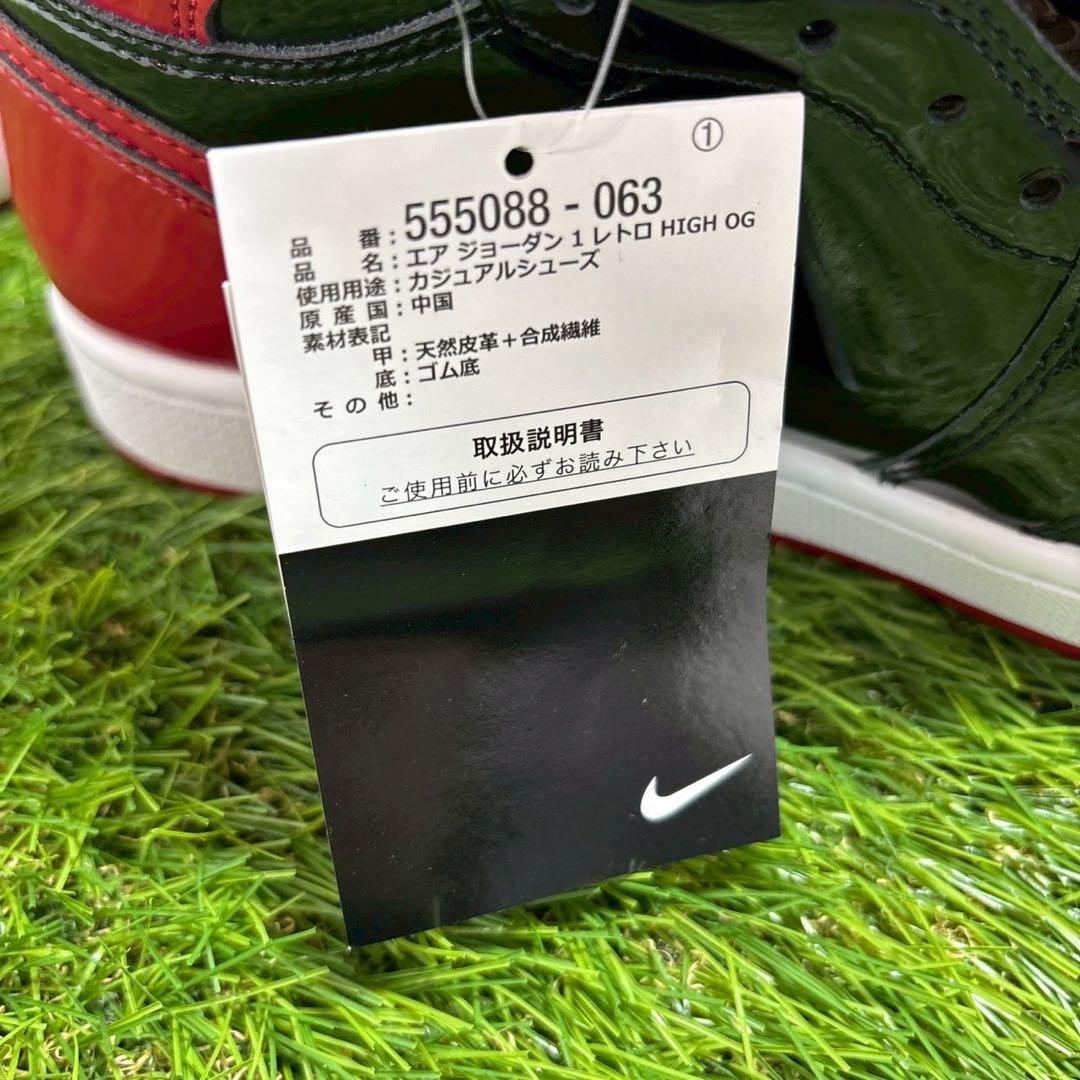 ①
品番:555088-063
品名:エア ジョーダン 1 レトロ HIGH OG
使用用途:カジュアルシューズ
原産国:中国
素材表記
甲:天然皮革+合成繊維
底:ゴム底
その他:
取扱説明書
ご使用前に必ずお読み下さい